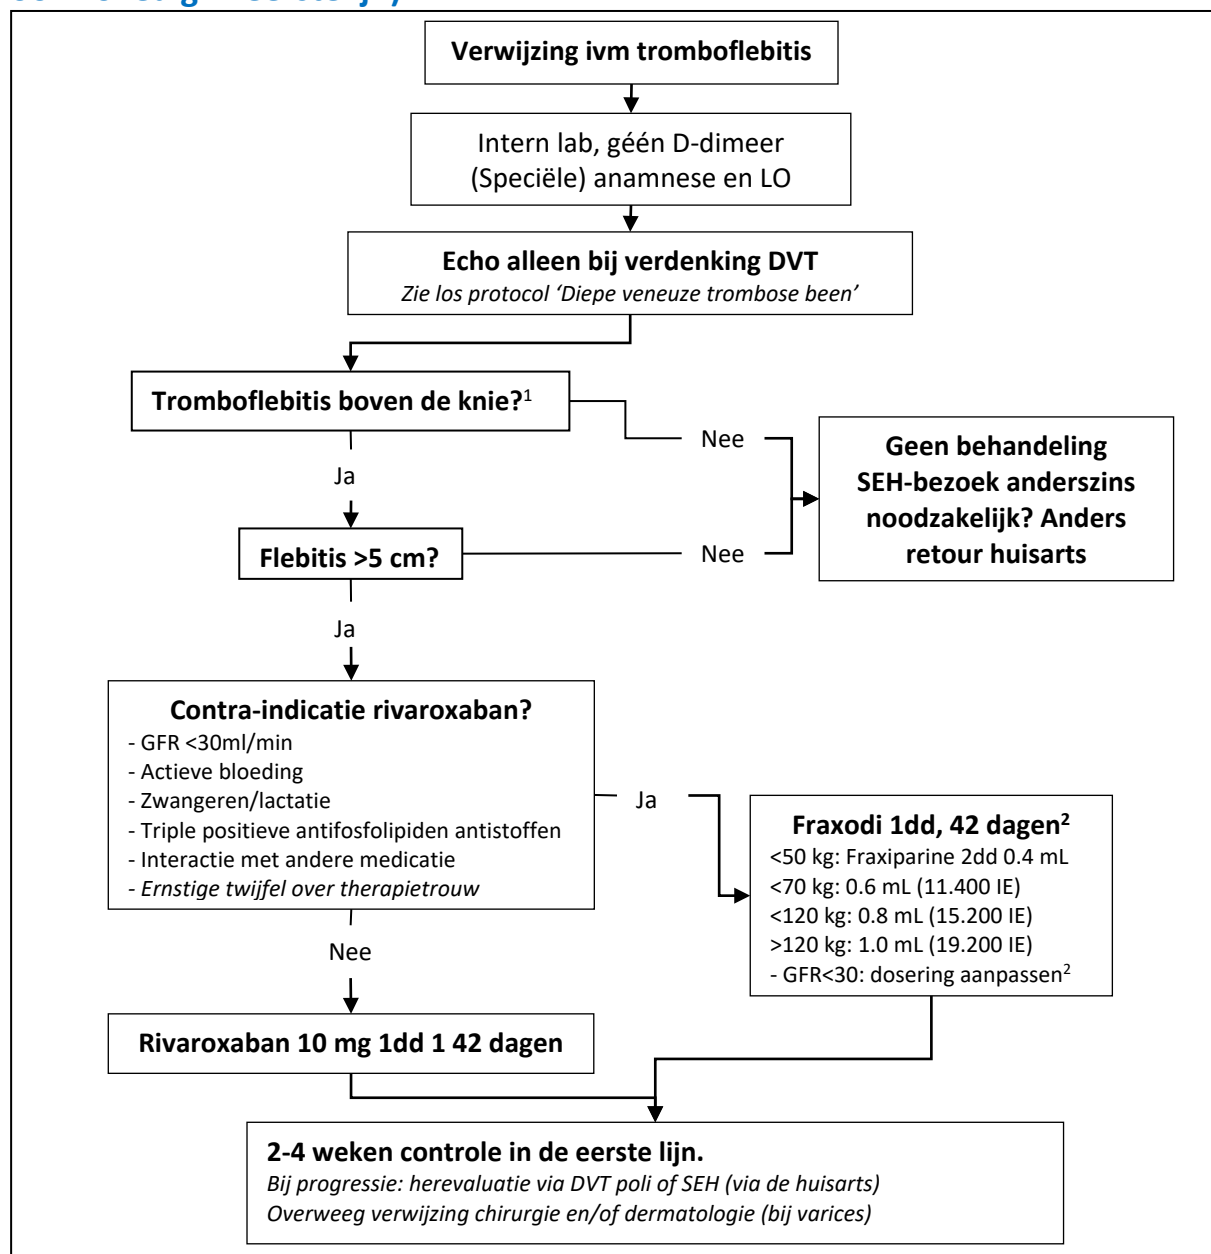 Verwijzing ivm tromboflebitis
Intern lab, géén D-dimeer
(Speciële) anamnese en LO
Echo alleen bij verdenking DVT
Zie los protocol ‘Diepe veneuze trombose been’
Tromboflebitis boven de knie?¹
Nee
Ja
Geen behandeling
SEH-bezoek anderszins
noodzakelijk? Anders
retour huisarts
Flebitis >5 cm?
Nee
Ja
Contra-indicatie rivaroxaban?
- GFR <30ml/min
- Actieve bloeding
- Zwangeren/lactatie
- Triple positieve antifosfolipiden antistoffen
- Interactie met andere medicatie
- Ernstige twijfel over therapietrouw
Ja
Nee
Fraxodi 1dd, 42 dagen²
<50 kg: Fraxiparine 2dd 0.4 mL
<70 kg: 0.6 mL (11.400 IE)
<120 kg: 0.8 mL (15.200 IE)
>120 kg: 1.0 mL (19.200 IE)
- GFR<30: dosering aanpassen²
Rivaroxaban 10 mg 1dd 1 42 dagen
2-4 weken controle in de eerste lijn.
Bij progressie: herevaluatie via DVT poli of SEH (via de huisarts)
Overweeg verwijzing chirurgie en/of dermatologie (bij varices)